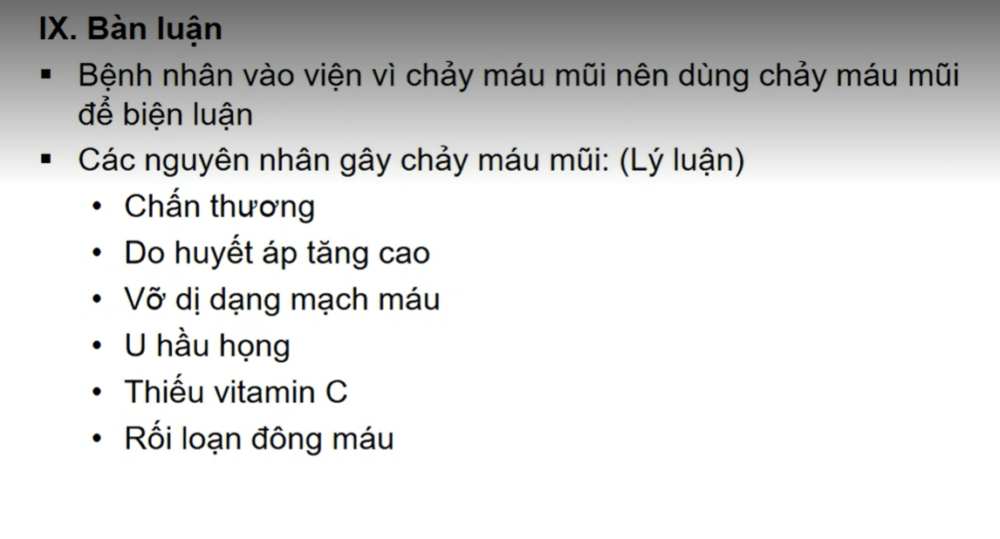 IX. Bàn luận
▪ Bệnh nhân vào viện vì chảy máu mũi nên dùng chảy máu mũi
để biện luận
▪ Các nguyên nhân gây chảy máu mũi: (Lý luận)
• Chấn thương
• Do huyết áp tăng cao
• Vỡ dị dạng mạch máu
• U hầu họng
• Thiếu vitamin C
• Rối loạn đông máu